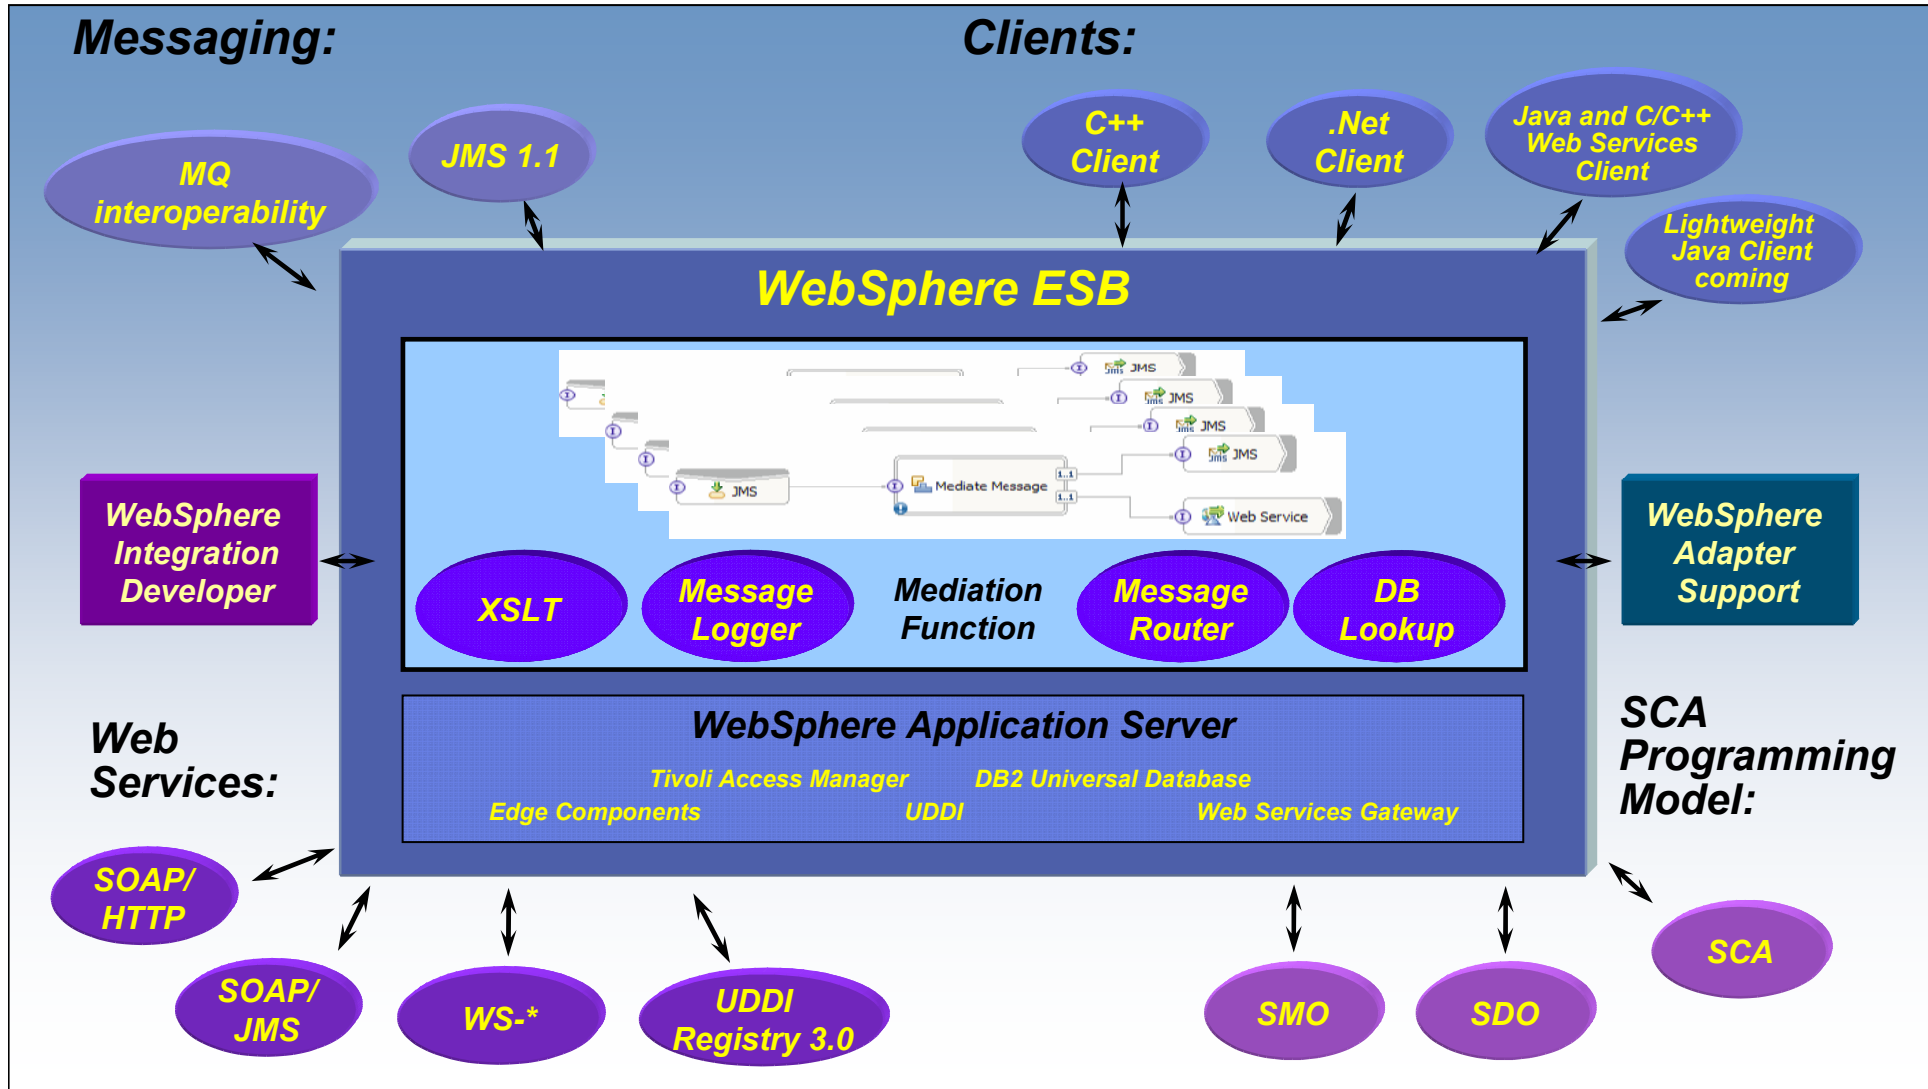 Messaging:
Clients:
MQ
interoperability
JMS 1.1
C++
Client
.Net
Client
Java and C/C++
Web Services
Client
Lightweight
Java Client
coming
WebSphere ESB
JMS
JMS
JMS
JMS
JMS
Mediate Message
1..1
1..1
Web Service
WebSphere
Integration
Developer
WebSphere
Adapter
Support
XSLT
Message
Logger
Mediation
Function
Message
Router
DB
Lookup
WebSphere Application Server
Tivoli Access Manager
DB2 Universal Database
Edge Components
UDDI
Web Services Gateway
Web
Services:
SCA
Programming
Model:
SOAP/
HTTP
SOAP/
JMS
WS-*
UDDI
Registry 3.0
SMO
SDO
SCA